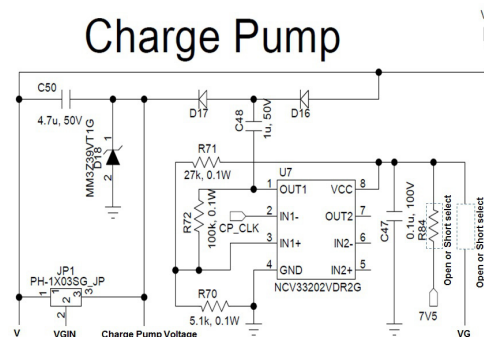 Charge Pump
V
C50
4.7u, 50V
D17
C48
1u, 50V
D16
MM3Z39VT1G
D18
1
2
R71
27k, 0.1W
U7
R72
100k, 0.1W
CP_CLK
1 OUT1 VCC 8
2 IN1- OUT2 7
3 IN1+ IN2- 6
4 GND IN2+ 5
NCV33202VDR2G
C47
0.1u, 100V
R84
Open or Short select
Open or Short select
JP1
PH-1X03SG_JP
1 2 3
R70
5.1k, 0.1W
7V5
V VGIN Charge Pump Voltage VG